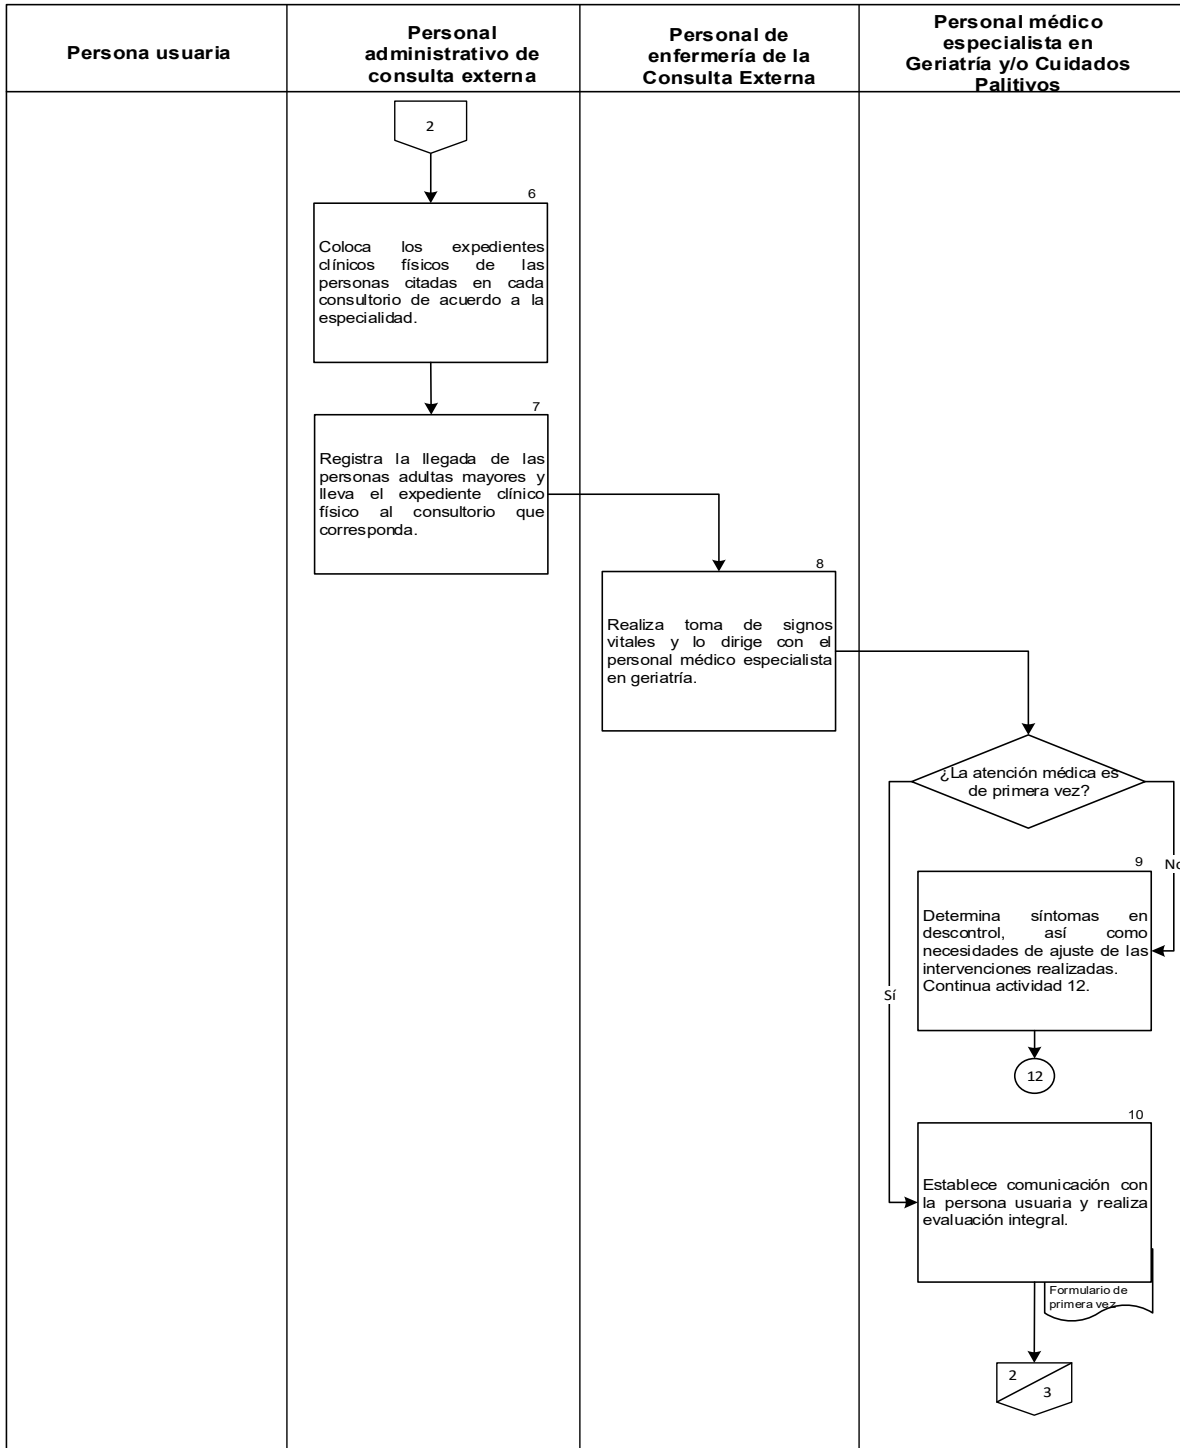 Persona usuaria
Personal
administrativo de
consulta externa
Personal de
enfermería de la
Consulta Externa
Personal médico
especialista en
Geriatría y/o Cuidados
Palitivos
2
6
Coloca los expedientes
clínicos físicos de las
personas citadas en cada
consultorio de acuerdo a la
especialidad.
7
Registra la llegada de las
personas adultas mayores y
lleva el expediente clínico
físico al consultorio que
corresponda.
8
Realiza toma de signos
vitales y lo dirige con el
personal médico especialista
en geriatría.
¿La atención médica es
de primera vez?
No
9
Determina síntomas en
descontrol, así como
necesidades de ajuste de las
intervenciones realizadas.
Continua actividad 12.
Sí
12
10
Establece comunicación con
la persona usuaria y realiza
evaluación integral.
Formulario de
primera vez
2
3